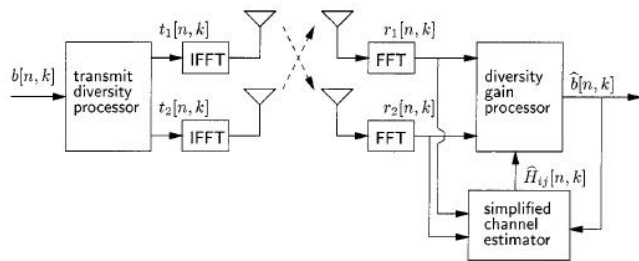 t₁[n, k]
r₁[n, k]
b[n, k]
transmit
diversity
processor
IFFT
FFT
diversity
gain
processor
b̂[n, k]
t₂[n, k]
r₂[n, k]
IFFT
FFT
Ĥᵢⱼ[n, k]
simplified
channel
estimator